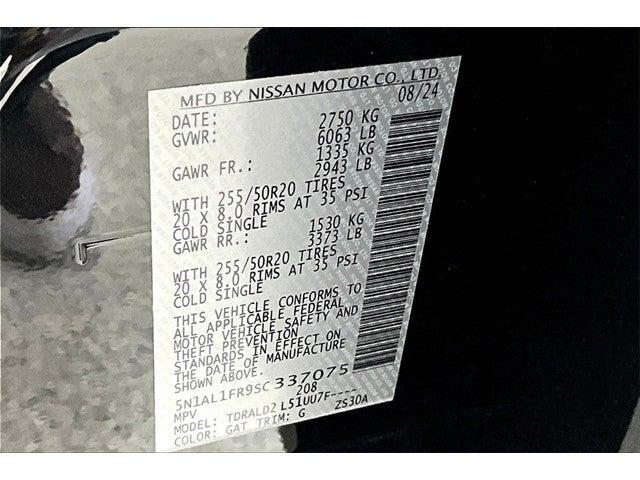 MFD BY NISSAN MOTOR CO., LTD.
DATE: 08/24
GVWR: 2750 KG
6063 LB
GAWR FR.: 1335 KG
2943 LB
WITH 255/50R20 TIRES
20 X 8.0 RIMS AT 35 PSI
COLD SINGLE
GAWR RR.: 1530 KG
3373 LB
WITH 255/50R20 TIRES
20 X 8.0 RIMS AT 35 PSI
COLD SINGLE
THIS VEHICLE CONFORMS TO
ALL APPLICABLE FEDERAL
MOTOR VEHICLE SAFETY AND
THEFT PREVENTION
STANDARDS IN EFFECT ON
THE DATE OF MANUFACTURE
SHOWN ABOVE.
5N1AL1FR9SC337075
MPV 208
MODEL: TDRALD2 L51UU7F----
COLOR: GAT TRIM: G ZS30A